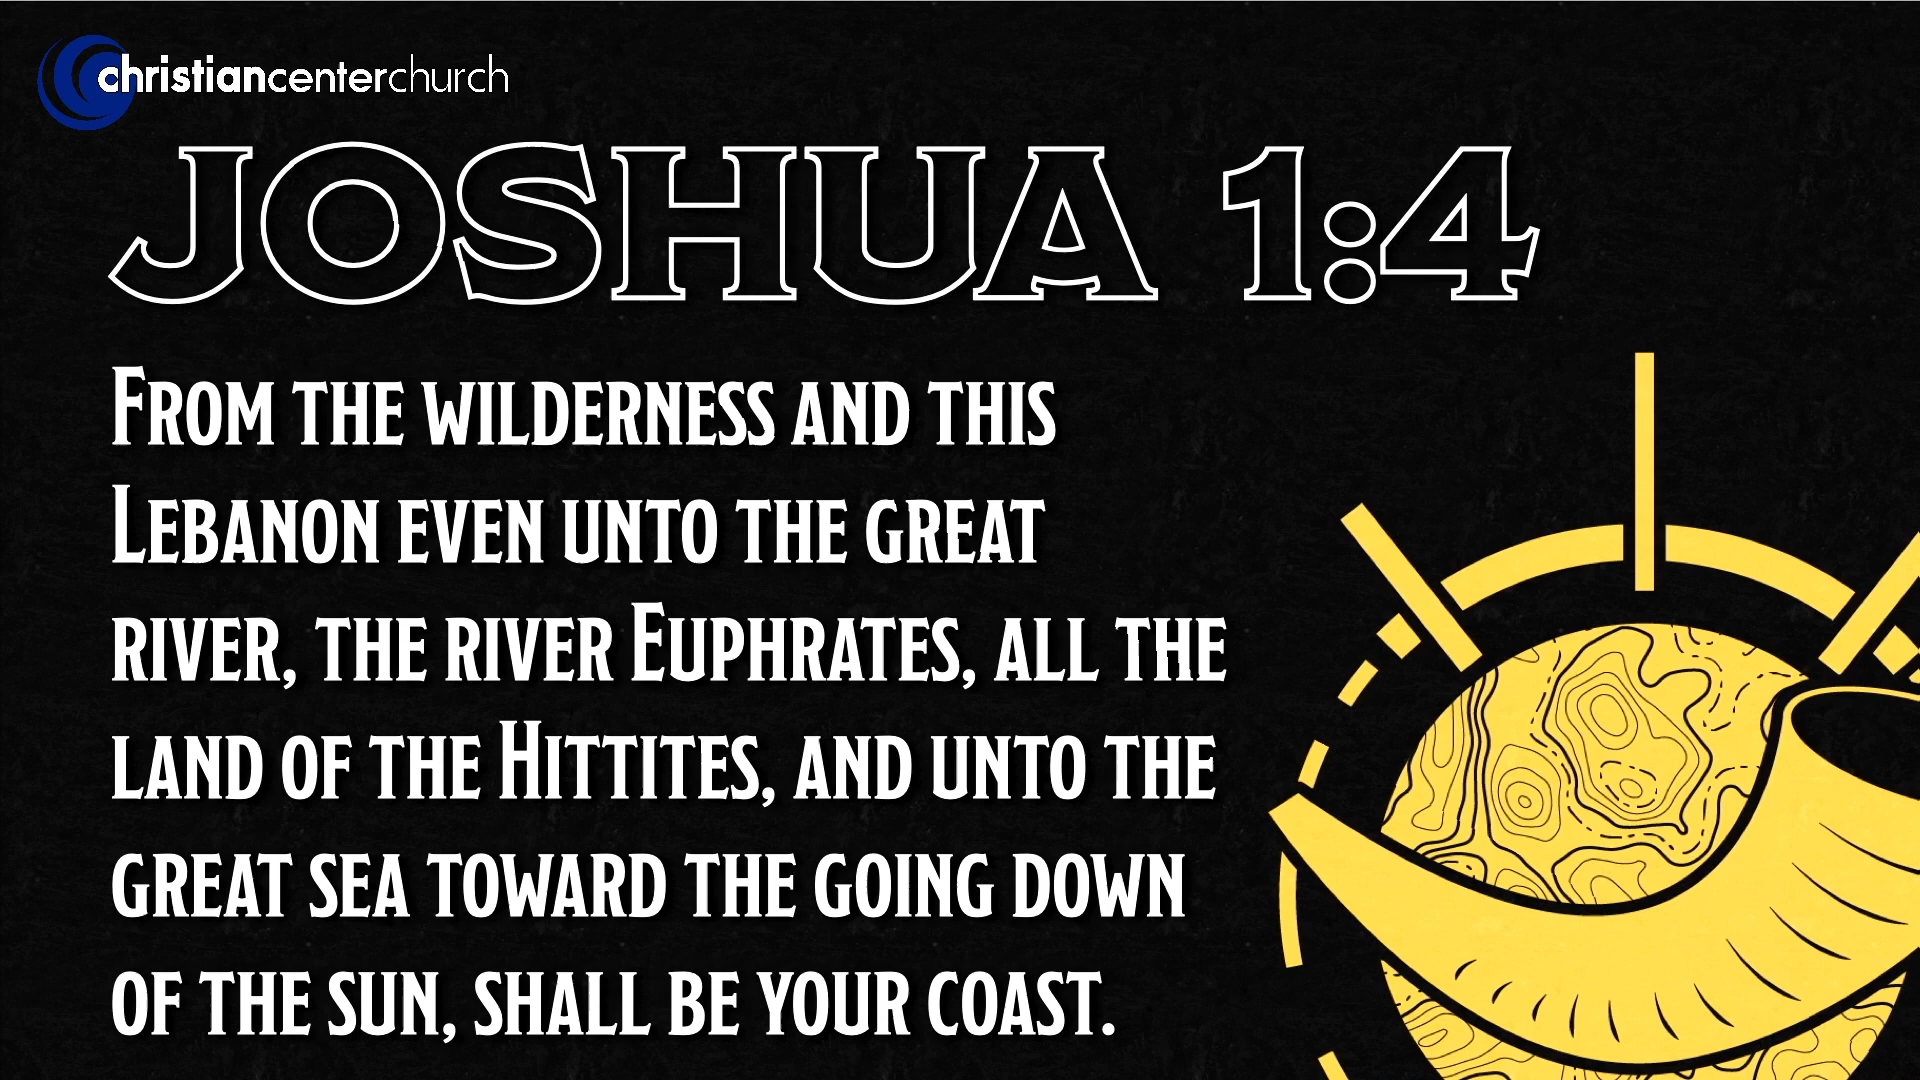 christiancenterchurch
JOSHUA 1:4
From the wilderness and this
Lebanon even unto the great
river, the river Euphrates, all the
land of the Hittites, and unto the
great sea toward the going down
of the sun, shall be your coast.